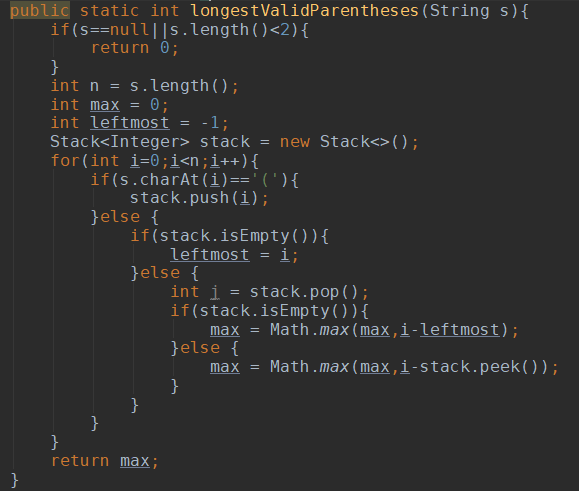 public static int longestValidParentheses(String s){
    if(s==null||s.length()<2){
        return 0;
    }
    int n = s.length();
    int max = 0;
    int leftmost = -1;
    Stack<Integer> stack = new Stack<>();
    for(int i=0;i<n;i++){
        if(s.charAt(i)=='('){
            stack.push(i);
        }else {
            if(stack.isEmpty()){
                leftmost = i;
            }else {
                int j = stack.pop();
                if(stack.isEmpty()){
                    max = Math.max(max,i-leftmost);
                }else {
                    max = Math.max(max,i-stack.peek());
                }
            }
        }
    }
    return max;
}